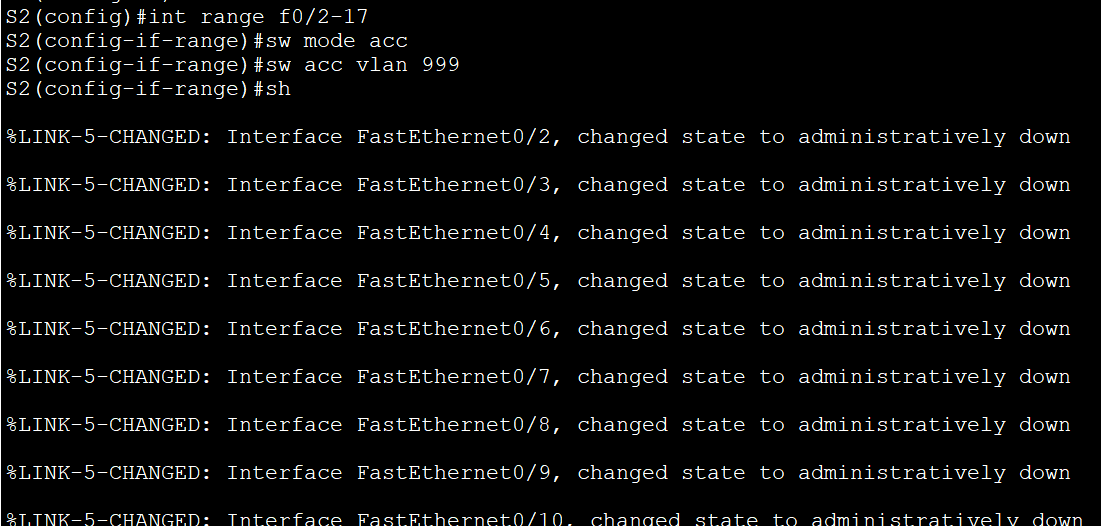 S2(config)#int range f0/2-17
S2(config-if-range)#sw mode acc
S2(config-if-range)#sw acc vlan 999
S2(config-if-range)#sh
%LINK-5-CHANGED: Interface FastEthernet0/2, changed state to administratively down
%LINK-5-CHANGED: Interface FastEthernet0/3, changed state to administratively down
%LINK-5-CHANGED: Interface FastEthernet0/4, changed state to administratively down
%LINK-5-CHANGED: Interface FastEthernet0/5, changed state to administratively down
%LINK-5-CHANGED: Interface FastEthernet0/6, changed state to administratively down
%LINK-5-CHANGED: Interface FastEthernet0/7, changed state to administratively down
%LINK-5-CHANGED: Interface FastEthernet0/8, changed state to administratively down
%LINK-5-CHANGED: Interface FastEthernet0/9, changed state to administratively down
%LINK-5-CHANGED: Interface FastEthernet0/10, changed state to administratively down